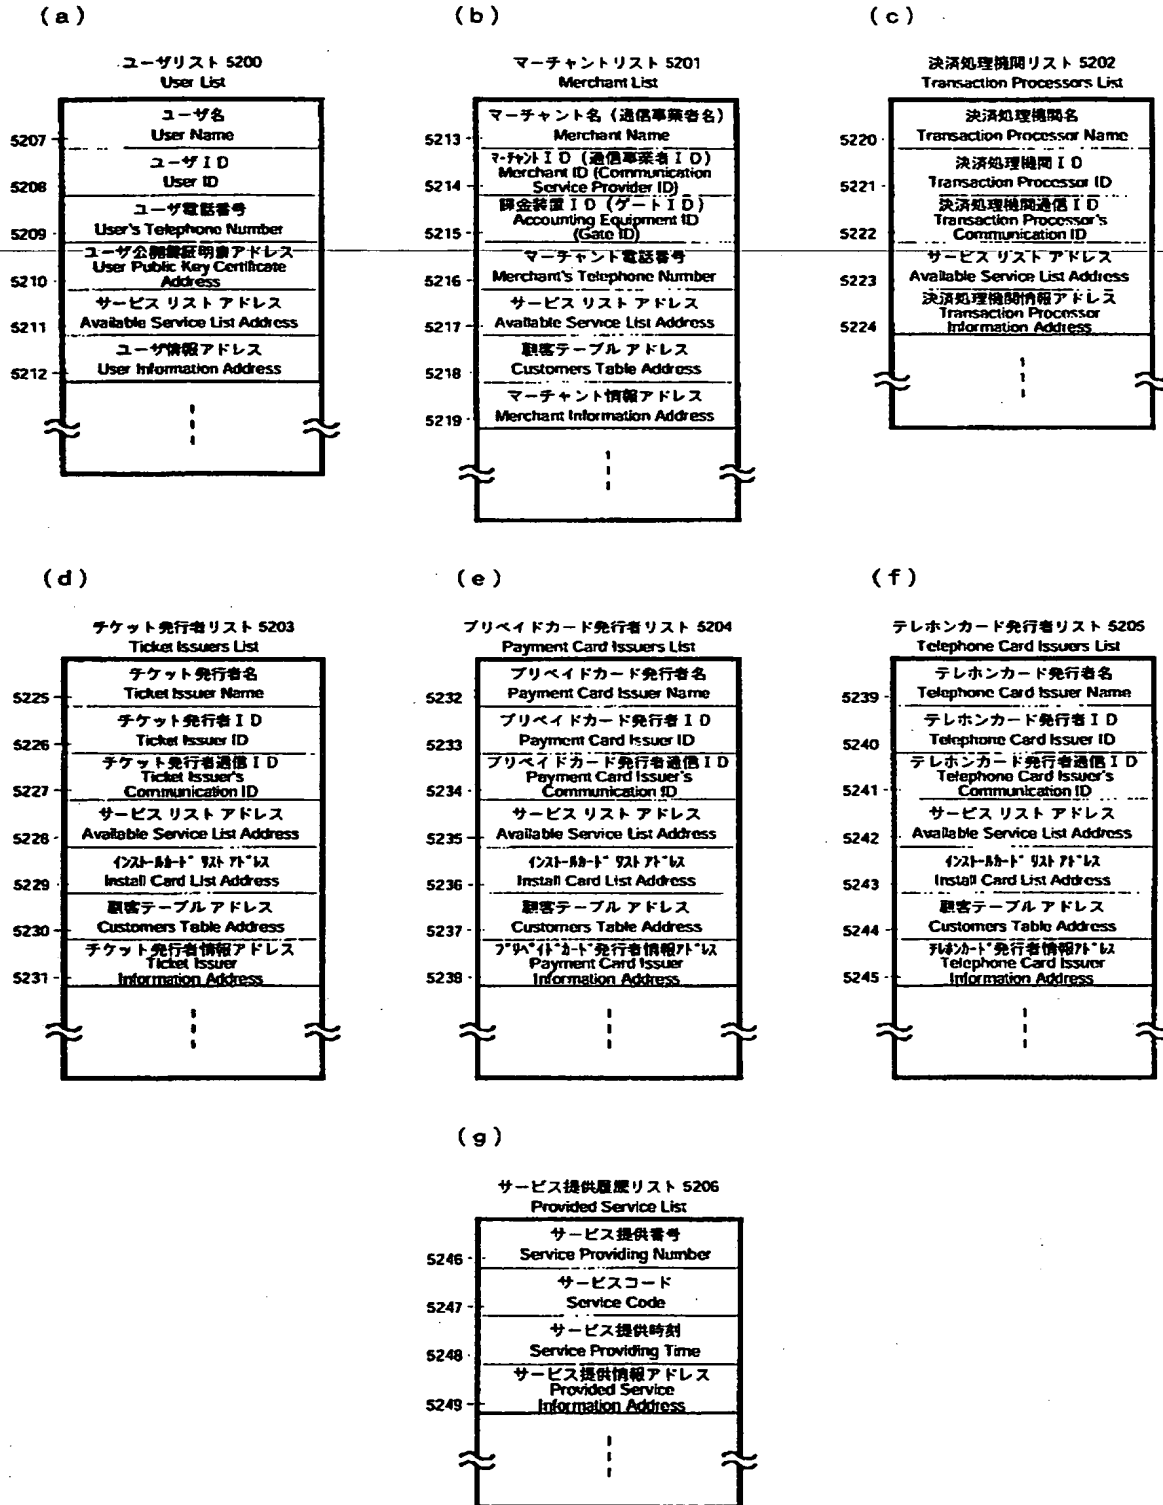 (a)
ユーザリスト 5200
User List
ユーザ名
5207
User Name
ユーザID
5208
User ID
ユーザ電話番号
5209
User's Telephone Number
ユーザ公開鍵証明書アドレス
User Public Key Certificate
5210
Address
サービス リスト アドレス
5211
Available Service List Address
ユーザ情報アドレス
5212
User Information Address
(b)
マーチャントリスト 5201
Merchant List
マーチャント名 (通信事業者名)
5213
Merchant Name
マーチャントID (通信事業者ID)
Merchant ID (Communication
5214
Service Provider ID)
課金装置ID (ゲートID)
Accounting Equipment ID
5215
(Gate ID)
マーチャント電話番号
5216
Merchant's Telephone Number
サービス リスト アドレス
5217
Available Service List Address
顧客テーブル アドレス
5218
Customers Table Address
マーチャント情報アドレス
5219
Merchant Information Address
(c)
決済処理機関リスト 5202
Transaction Processors List
決済処理機関名
5220
Transaction Processor Name
決済処理機関ID
5221
Transaction Processor ID
決済処理機関通信ID
Transaction Processor's
5222
Communication ID
サービス リスト アドレス
5223
Available Service List Address
決済処理機関情報アドレス
Transaction Processor
5224
Information Address
(d)
チケット発行者リスト 5203
Ticket Issuers List
チケット発行者名
5225
Ticket Issuer Name
チケット発行者ID
5226
Ticket Issuer ID
チケット発行者通信ID
Ticket Issuer's
5227
Communication ID
サービス リスト アドレス
5228
Available Service List Address
インストールカード リスト アドレス
5229
Install Card List Address
顧客テーブル アドレス
5230
Customers Table Address
チケット発行者情報アドレス
Ticket Issuer
5231
Information Address
(e)
プリペイドカード発行者リスト 5204
Payment Card Issuers List
プリペイドカード発行者名
5232
Payment Card Issuer Name
プリペイドカード発行者ID
5233
Payment Card Issuer ID
プリペイドカード発行者通信ID
Payment Card Issuer's
5234
Communication ID
サービス リスト アドレス
5235
Available Service List Address
インストールカード リスト アドレス
5236
Install Card List Address
顧客テーブル アドレス
5237
Customers Table Address
プリペイドカード発行者情報アドレス
Payment Card Issuer
5238
Information Address
(f)
テレホンカード発行者リスト 5205
Telephone Card Issuers List
テレホンカード発行者名
5239
Telephone Card Issuer Name
テレホンカード発行者ID
5240
Telephone Card Issuer ID
テレホンカード発行者通信ID
Telephone Card Issuer's
5241
Communication ID
サービス リスト アドレス
5242
Available Service List Address
インストールカード リスト アドレス
5243
Install Card List Address
顧客テーブル アドレス
5244
Customers Table Address
テレホンカード発行者情報アドレス
Telephone Card Issuer
5245
Information Address
(g)
サービス提供履歴リスト 5206
Provided Service List
サービス提供番号
5246
Service Providing Number
サービスコード
5247
Service Code
サービス提供時刻
5248
Service Providing Time
サービス提供情報アドレス
Provided Service
5249
Information Address